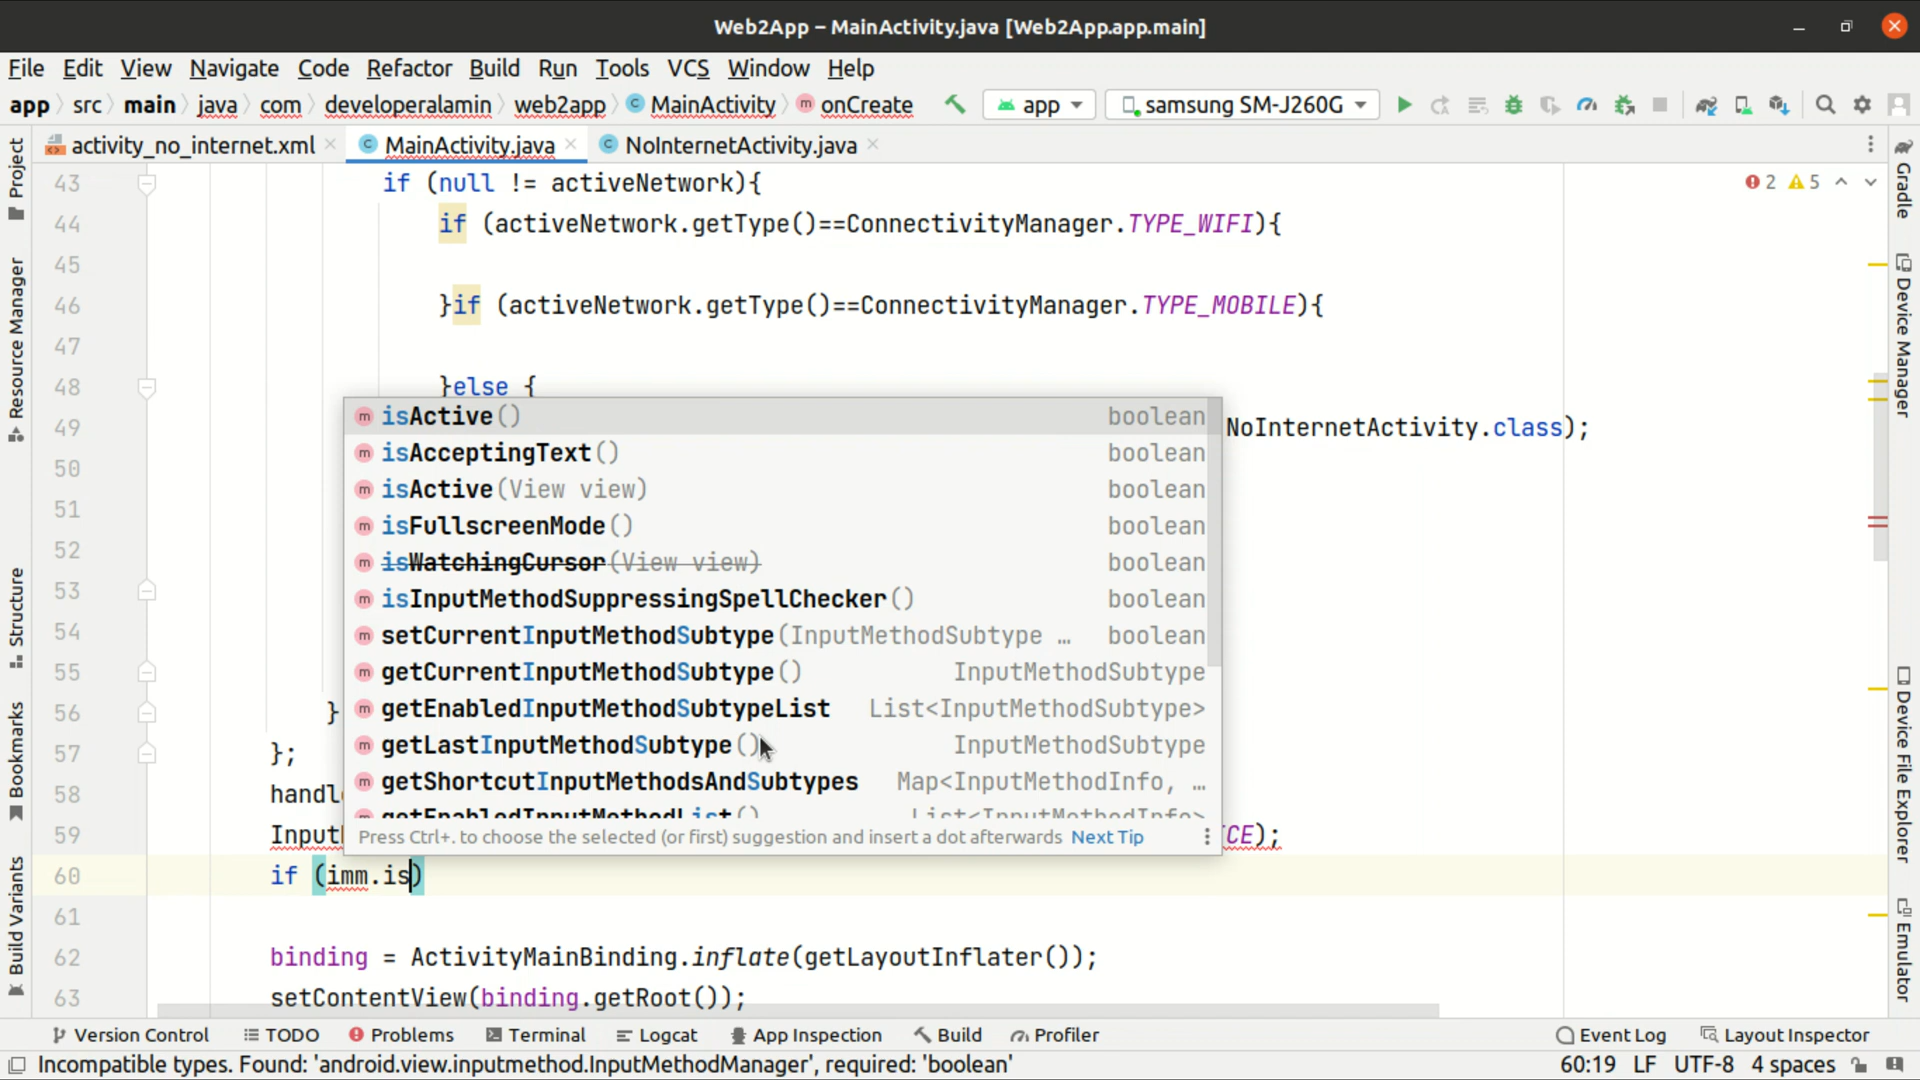 Web2App – MainActivity.java [Web2App.app.main]
File Edit View Navigate Code Refactor Build Run Tools VCS Window Help
app src main java com developeralamin web2app MainActivity onCreate app samsung SM-J260G
activity_no_internet.xml MainActivity.java NoInternetActivity.java
Project
Resource Manager
Structure
Bookmarks
Build Variants
43 if (null != activeNetwork){ 2 5
44 if (activeNetwork.getType()==ConnectivityManager.TYPE_WIFI){
45
46 }if (activeNetwork.getType()==ConnectivityManager.TYPE_MOBILE){
47
48 }else {
49 NoInternetActivity.class);
50
51
52
53
54
55
56 }
57 };
58 handl
59 Input CE);
60 if (imm.is)
61
62 binding = ActivityMainBinding.inflate(getLayoutInflater());
63 setContentView(binding.getRoot());
isActive() boolean
isAcceptingText() boolean
isActive(View view) boolean
isFullscreenMode() boolean
isWatchingCursor(View view) boolean
isInputMethodSuppressingSpellChecker() boolean
setCurrentInputMethodSubtype(InputMethodSubtype … boolean
getCurrentInputMethodSubtype() InputMethodSubtype
getEnabledInputMethodSubtypeList List<InputMethodSubtype>
getLastInputMethodSubtype() InputMethodSubtype
getShortcutInputMethodsAndSubtypes Map<InputMethodInfo, …
getEnabledInputMethodList() List<InputMethodInfo>
Press Ctrl+. to choose the selected (or first) suggestion and insert a dot afterwards Next Tip
Gradle
Device Manager
Device File Explorer
Emulator
Version Control TODO Problems Terminal Logcat App Inspection Build Profiler Event Log Layout Inspector
Incompatible types. Found: 'android.view.inputmethod.InputMethodManager', required: 'boolean' 60:19 LF UTF-8 4 spaces